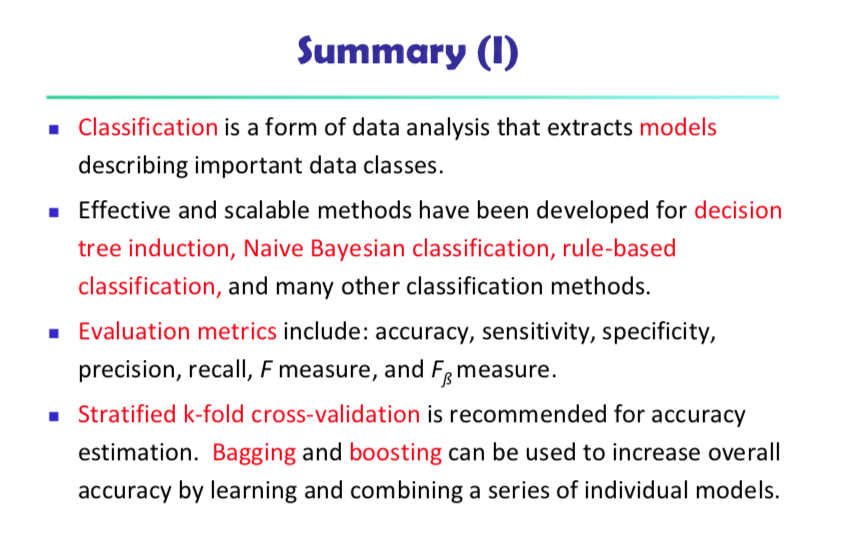 Summary (I)
Classification is a form of data analysis that extracts models
describing important data classes.
Effective and scalable methods have been developed for decision
tree induction, Naive Bayesian classification, rule-based
classification, and many other classification methods.
Evaluation metrics include: accuracy, sensitivity, specificity,
precision, recall, F measure, and Fß measure.
Stratified k-fold cross-validation is recommended for accuracy
estimation. Bagging and boosting can be used to increase overall
accuracy by learning and combining a series of individual models.